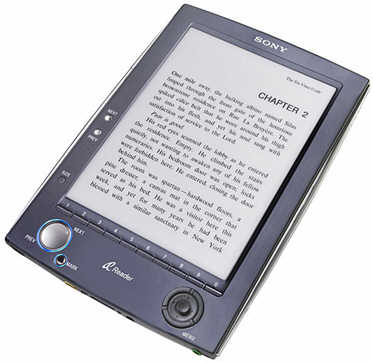 SONY
The Da Vinci Code
CHAPTER 2
One mile away, the hulking albino named Silas
limped through the front gate of the luxurious
brownstone residence on Rue La Bruyère. The
spiked cilice belt that he wore around his thigh
cut into his flesh, and yet his soul sang with
satisfaction of service to the Lord.
Pain is good.
His red eyes scanned the lobby as he entered
the residence. Empty. He climbed the stairs
quietly, not wanting to awaken any of his fellow
numeraries. His bedroom door was open, locks
were forbidden here. He entered, closing the door
behind him.
The room was spartan—hardwood floors, a
pine dresser, a canvas mat in the corner that
served as his bed. He was a visitor here this
week, and yet for many years he had been
blessed with a similar sanctuary in New York
NEXT
PREV
SIZE
1 2 3 4 5 6 7 8 9 0
NEXT
PREV
MARK
Reader
MENU